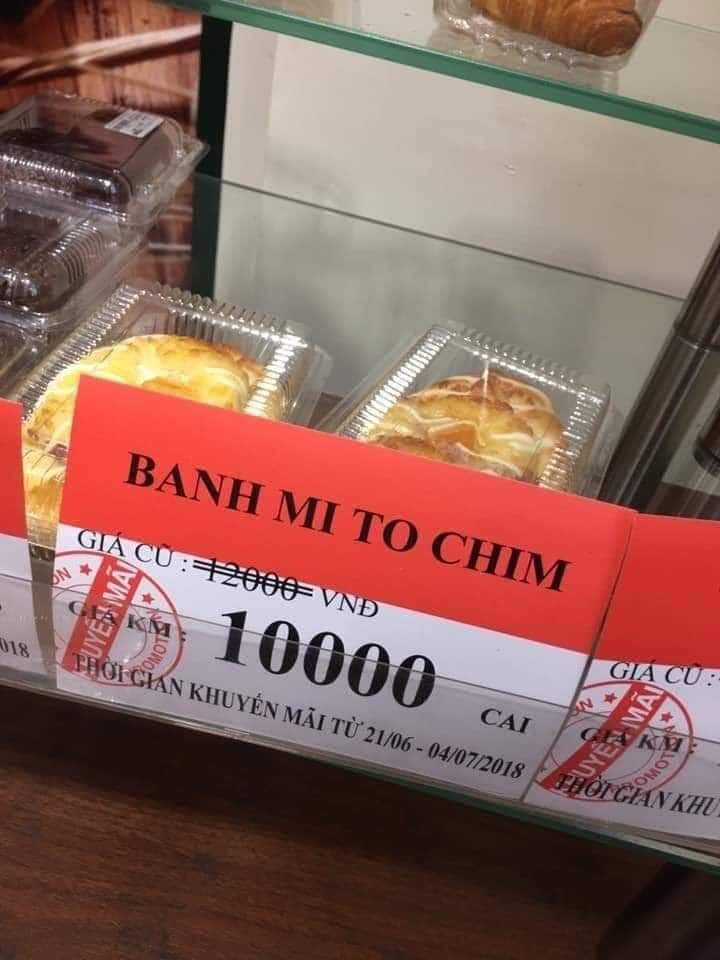 BANH MI TO CHIM
GIÁ CŨ : 12000 VNĐ
GIÁ KM : 10000 CAI
THỜI GIAN KHUYẾN MÃI TỪ 21/06 - 04/07/2018
018
GIÁ CŨ :
GIÁ KM :
THỜI GIAN KHU